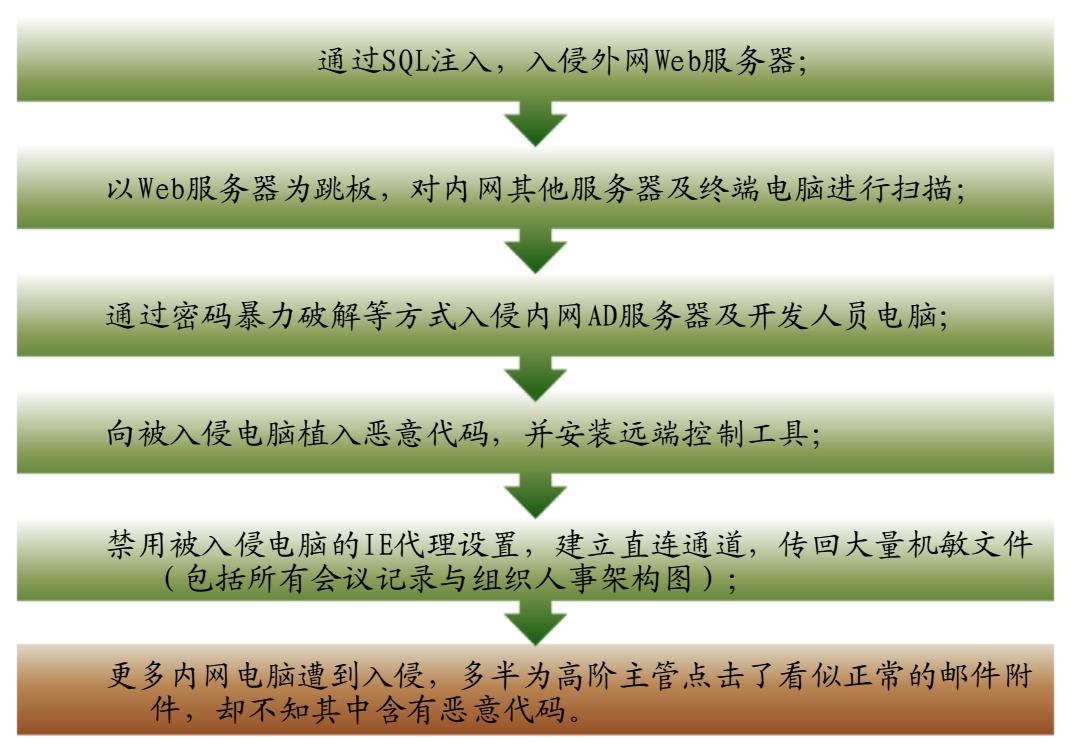 通过SQL注入，入侵外网Web服务器；
以Web服务器为跳板，对内网其他服务器及终端电脑进行扫描；
通过密码暴力破解等方式入侵内网AD服务器及开发人员电脑；
向被入侵电脑植入恶意代码，并安装远端控制工具；
禁用被入侵电脑的IE代理设置，建立直连通道，传回大量机敏文件
（包括所有会议记录与组织人事架构图）；
更多内网电脑遭到入侵，多半为高阶主管点击了看似正常的邮件附
件，却不知其中含有恶意代码。